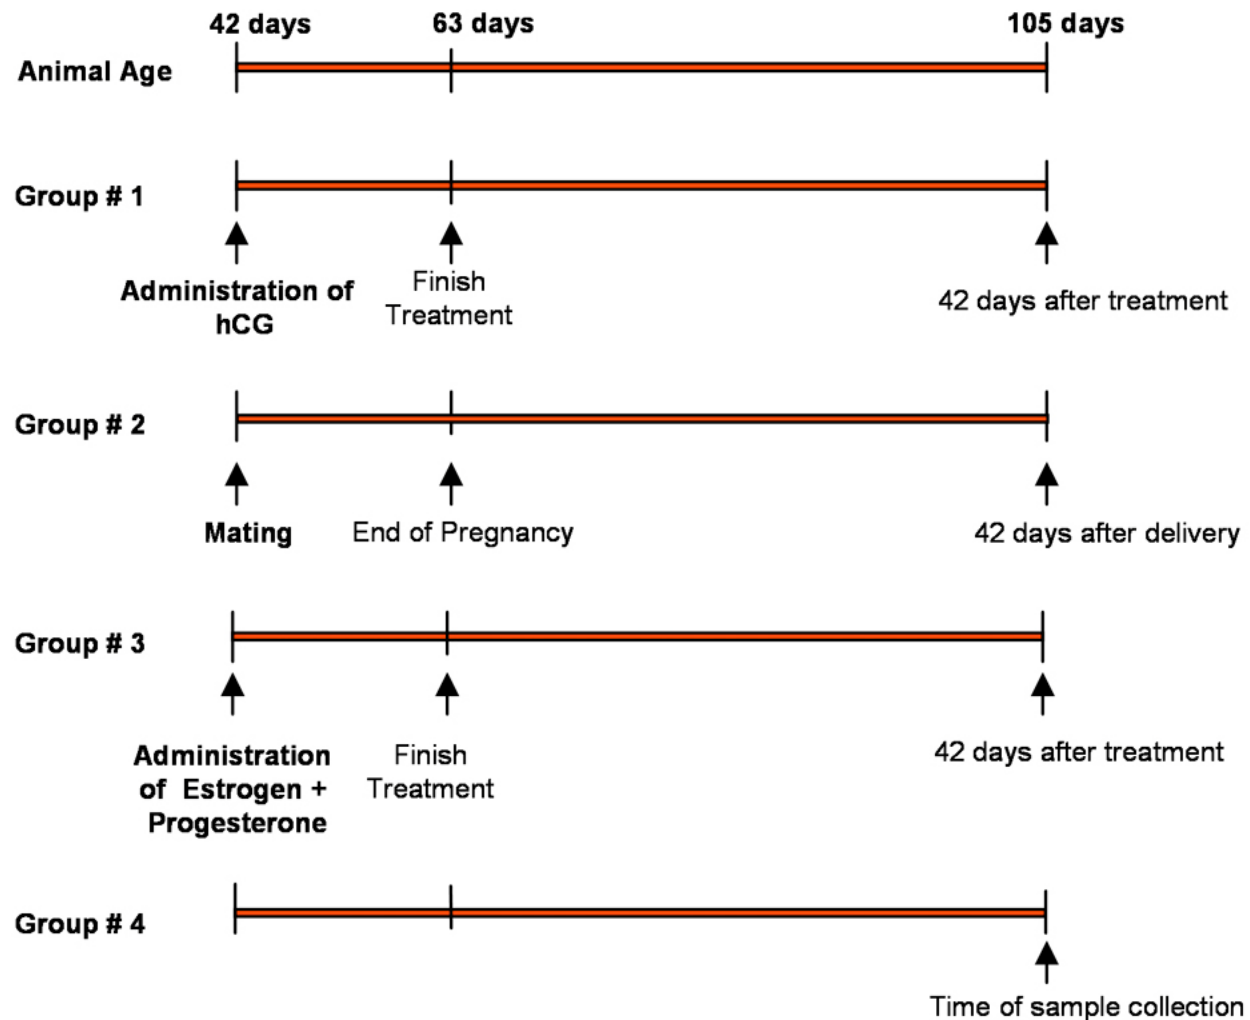 42 days
63 days
105 days
Animal Age
Group # 1
Administration of
hCG
Finish
Treatment
42 days after treatment
Group # 2
Mating
End of Pregnancy
42 days after delivery
Group # 3
Administration
of Estrogen +
Progesterone
Finish
Treatment
42 days after treatment
Group # 4
Time of sample collection